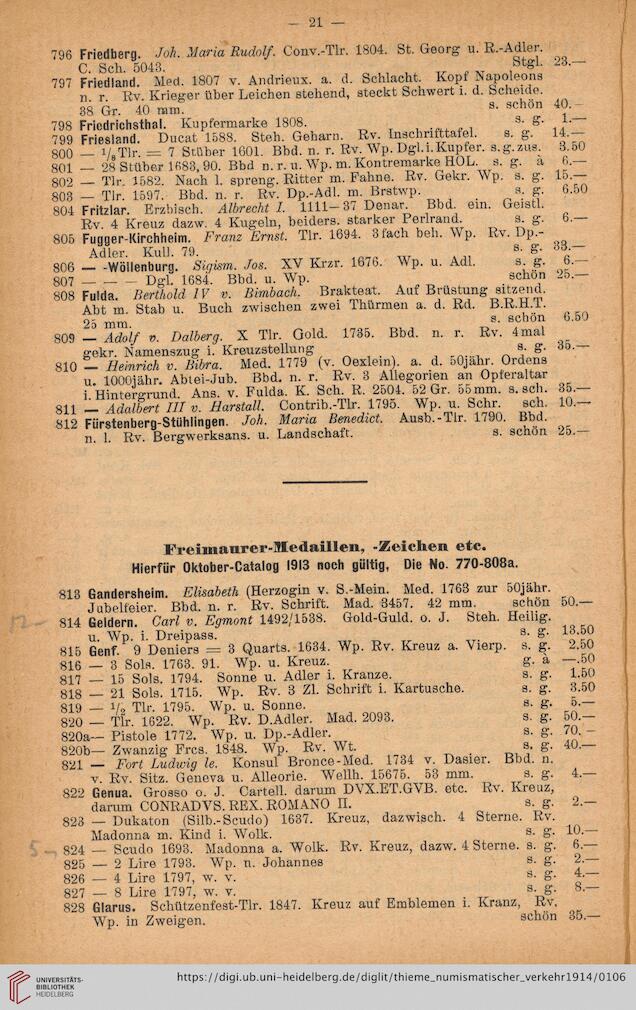 — 21 —
796 Friedberg. Joh. Maria Rudolf. Conv.-Tlr. 1804. St. Georg u. R.-Adler.
C. Sch. 5043. Stgl. 23.—
797 Friedland. Med. 1807 v. Andrieux. a. d. Schlacht. Kopf Napoleons
n. r. Rv. Krieger über Leichen stehend, steckt Schwert i. d. Scheide.
38 Gr. 40 mm. s. schön 40.—
798 Friedrichsthal. Kupfermarke 1808. s. g. 1.—
799 Friesland. Ducat 1588. Steh. Geharn. Rv. Inschrifttafel. s. g. 14.—
800 — 1/8 Tlr. = 7 Stüber 1601. Bbd. n. r. Rv. Wp. Dgl. i. Kupfer. s. g. zus. 3.50
801 — 28 Stüber 1683, 90. Bbd n. r. u. Wp. m. Kontremarke HOL. s. g. à 6.—
802 — Tlr. 1582. Nach l. spreng. Ritter m. Fahne. Rv. Gekr. Wp. s. g. 15.—
803 — Tlr. 1597. Bbd. n. r. Rv. Dp.-Adl. m. Brstwp. s. g. 6.50
804 Fritzlar. Erzbisch. Albrecht I. 1111—37 Denar. Bbd. ein. Geistl.
Rv. 4 Kreuz dazw. 4 Kugeln, beiders. starker Perlrand. s. g. 6.—
805 Fugger-Kirchheim. Franz Ernst. Tlr. 1694. 3fach beh. Wp. Rv. Dp.-
Adler. Kull. 79. s. g. 33.—
806 — -Wöllenburg. Sigism. Jos. XV Krzr. 1676. Wp. u. Adl. s. g. 6.—
807 — — — Dgl. 1684. Bbd. u. Wp. schön 25.—
808 Fulda. Berthold IV v. Bimbach. Brakteat. Auf Brüstung sitzend.
Abt m. Stab u. Buch zwischen zwei Thürmen a. d. Rd. B.R.H.T.
25 mm. s. schön 6.50
809 — Adolf v. Dalberg. X Tlr. Gold. 1735. Bbd. n. r. Rv. 4mal
gekr. Namenszug i. Kreuzstellung s. g. 35.—
810 — Heinrich v. Bibra. Med. 1779 (v. Oexlein). a. d. 50jähr. Ordens
u. 1000jähr. Abtei-Jub. Bbd. n. r. Rv. 3 Allegorien an Opferaltar
i. Hintergrund. Ans. v. Fulda. K. Sch. R. 2504. 52 Gr. 55mm. s. sch. 35.—
811 — Adalbert III v. Harstall. Contrib.-Tlr. 1795. Wp. u. Schr. sch. 10.—
812 Fürstenberg-Stühlingen. Joh. Maria Benedict. Ausb.-Tlr. 1790. Bbd.
n. l. Rv. Bergwerksans. u. Landschaft. s. schön 25.—
Freimaurer-Medaillen, -Zeichen etc.
Hierfür Oktober-Catalog 1913 noch gültig, Die No. 770-808a.
813 Gandersheim. Elisabeth (Herzogin v. S.-Mein. Med. 1763 zur 50jähr.
Jubelfeier. Bbd. n. r. Rv. Schrift. Mad. 3457. 42 mm. schön 50.—
12— 814 Geldern. Carl v. Egmont 1492/1538. Gold-Guld. o. J. Steh. Heilig.
u. Wp. i. Dreipass. s. g. 13.50
815 Genf. 9 Deniers = 3 Quarts. 1634. Wp. Rv. Kreuz a. Vierp. s. g. 2.50
816 — 3 Sols. 1763. 91. Wp. u. Kreuz. g. à —.50
817 — 15 Sols. 1794. Sonne u. Adler i. Kranze. s. g. 1.50
818 — 21 Sols. 1715. Wp. Rv. 3 Zl. Schrift i. Kartusche. s. g. 3.50
819 — 1/2 Tlr. 1795. Wp. u. Sonne. s. g. 5.—
820 — Tlr. 1622. Wp. Rv. D.Adler. Mad. 2093. s. g. 50.—
820a— Pistole 1772. Wp. u. Dp.-Adler. s. g. 70.—
820b— Zwanzig Frcs. 1848. Wp. Rv. Wt. s. g. 40.—
821 — Fort Ludwig le. Konsul Bronce-Med. 1734 v. Dasier. Bbd. n.
v. Rv. Sitz. Geneva u. Alleorie. Wellh. 15675. 53 mm. s. g. 4.—
822 Genua. Grosso o. J. Cartell. darum DVX.ET.GVB. etc. Rv. Kreuz,
darum CONRADVS. REX. ROMANO II. s. g. 2.—
823 — Dukaton (Silb.-Scudo) 1637. Kreuz, dazwisch. 4 Sterne. Rv.
Madonna m. Kind i. Wolk. s. g. 10.—
5— 824 — Scudo 1693. Madonna a. Wolk. Rv. Kreuz, dazw. 4 Sterne. s. g. 6.—
825 — 2 Lire 1793. Wp. n. Johannes s. g. 2.—
826 — 4 Lire 1797, w. v. s. g. 4.—
827 — 8 Lire 1797, w. v. s. g. 8.—
828 Glarus. Schützenfest-Tlr. 1847. Kreuz auf Emblemen i. Kranz, Rv.
Wp. in Zweigen. schön 35.—
UNIVERSITÄTS-
BIBLIOTHEK
HEIDELBERG
https://digi.ub.uni-heidelberg.de/diglit/thieme_numismatischer_verkehr1914/0106